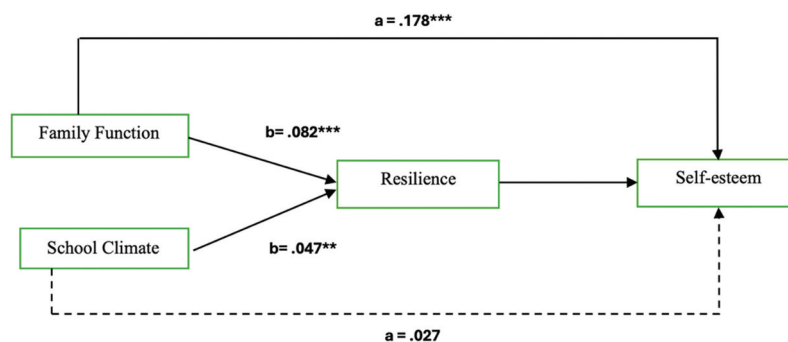 a = .178***
Family Function
b= .082***
Resilience
Self-esteem
School Climate
b= .047**
a = .027